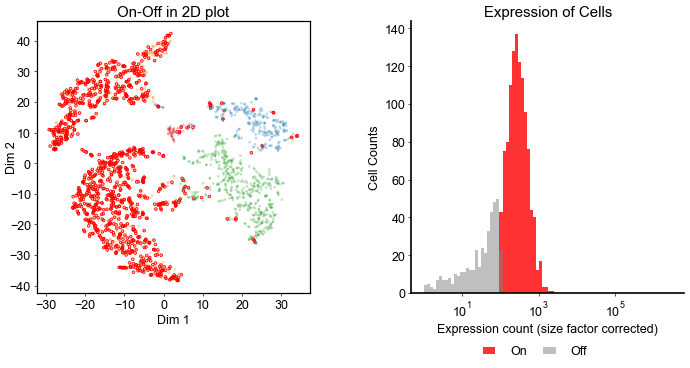 On-Off in 2D plot
Dim 2
40
30
20
10
0
−10
−20
−30
−40
−30 −20 −10 0 10 20 30
Dim 1
Expression of Cells
Cell Counts
140
120
100
80
60
40
20
0
10^1 10^3 10^5
Expression count (size factor corrected)
On Off